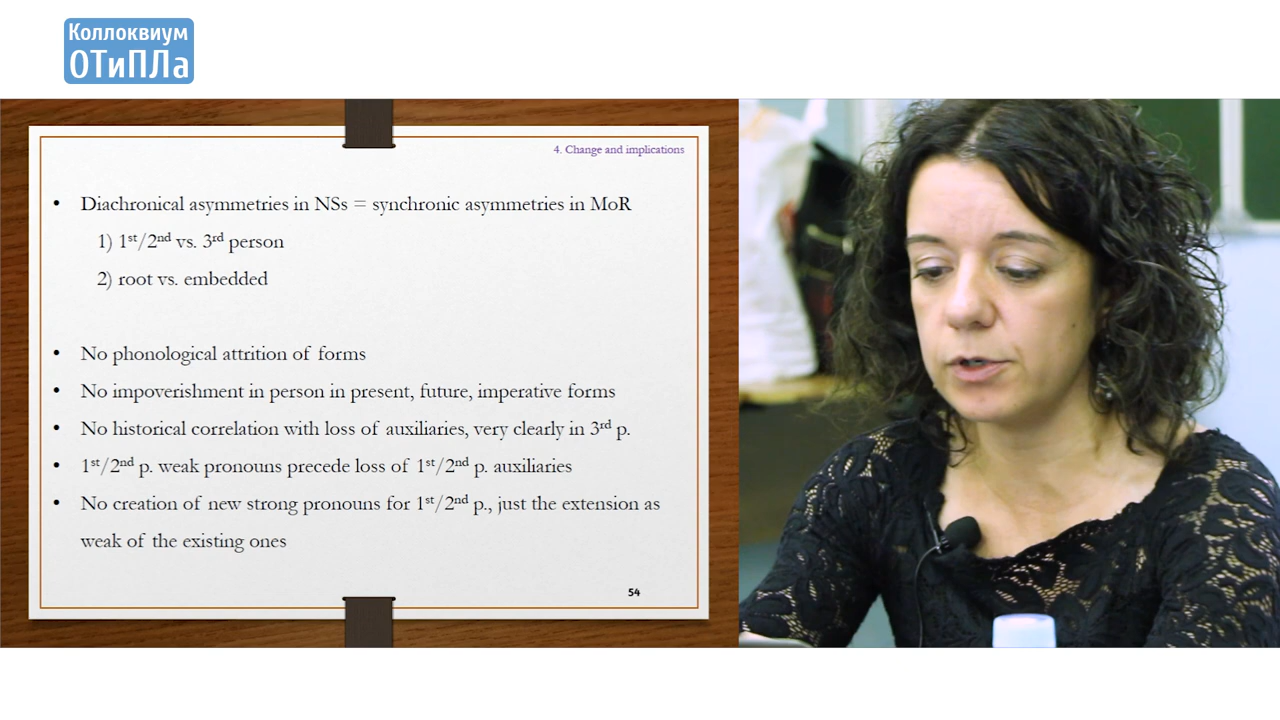 Коллоквиум
ОТиПЛа
4. Change and implications
• Diachronical asymmetries in NSs = synchronic asymmetries in MoR
1) 1st/2nd vs. 3rd person
2) root vs. embedded
• No phonological attrition of forms
• No impoverishment in person in present, future, imperative forms
• No historical correlation with loss of auxiliaries, very clearly in 3rd p.
• 1st/2nd p. weak pronouns precede loss of 1st/2nd p. auxiliaries
• No creation of new strong pronouns for 1st/2nd p., just the extension as
weak of the existing ones
54